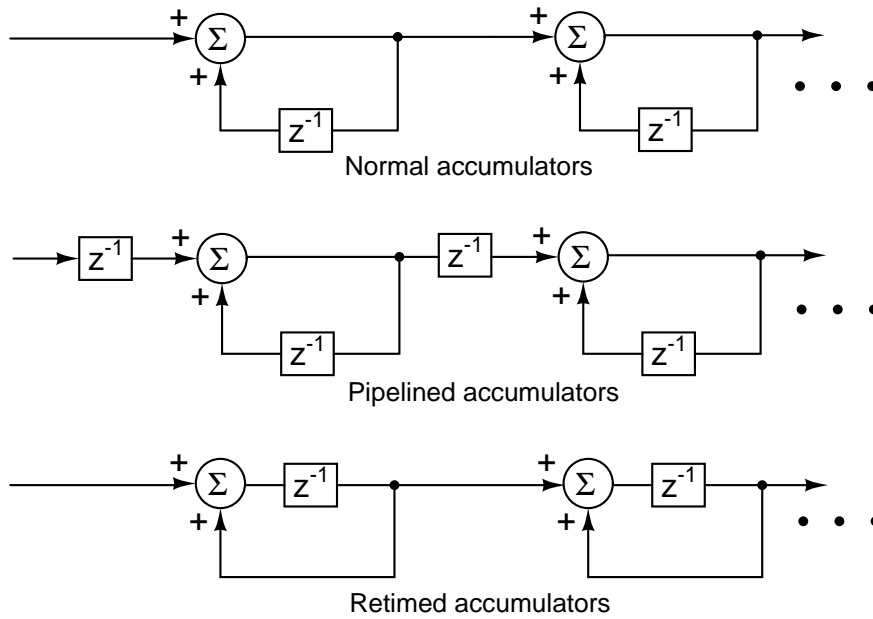 + Σ + Σ
+ +
z⁻¹ z⁻¹
Normal accumulators
z⁻¹ + Σ z⁻¹ + Σ
+ +
z⁻¹ z⁻¹
Pipelined accumulators
+ Σ z⁻¹ + Σ z⁻¹
+ +
Retimed accumulators